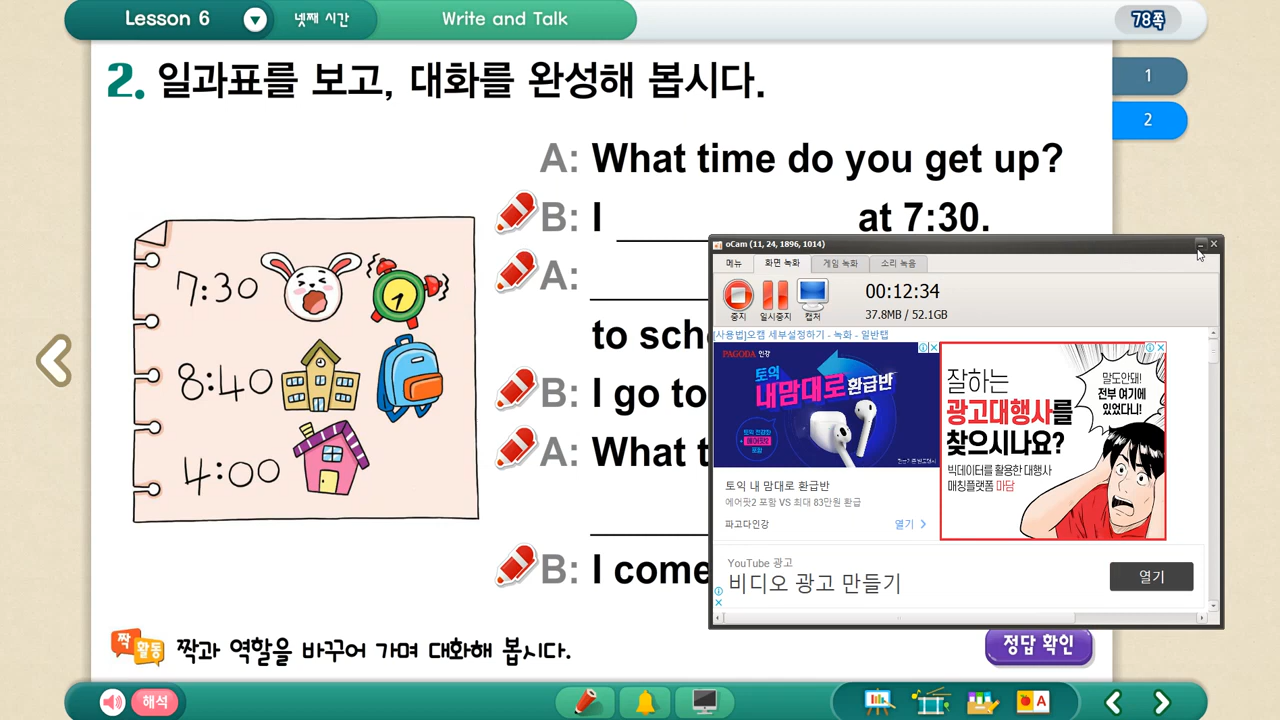 Lesson 6 넷째 시간 Write and Talk 78쪽
1
2
2. 일과표를 보고, 대화를 완성해 봅시다.
A: What time do you get up?
B: I at 7:30.
A:
to
B: I go to
A: What
B: I come
7:30
8:40
4:00
oCam (11, 24, 1896, 1014)
메뉴 화면 녹화 게임 녹화 소리 녹음
중지 일시중지 캡처
00:12:34
37.8MB / 52.1GB
[사용법]오캠 세부설정하기 - 녹화 - 일반탭
PAGODA 인강
토익
내맘대로 환급반
토익 내 맘대로 환급반
에어팟2 포함 VS 최대 83만원 환급
파고다인강 열기
잘하는
광고대행사를
찾으시나요?
빅데이터를 활용한 대행사
매칭플랫폼 마담
말도안돼!
전부 여기에
있었다니!
YouTube 광고
비디오 광고 만들기
열기
짝 활동 짝과 역할을 바꾸어 가며 대화해 봅시다.
정답 확인
해석
A